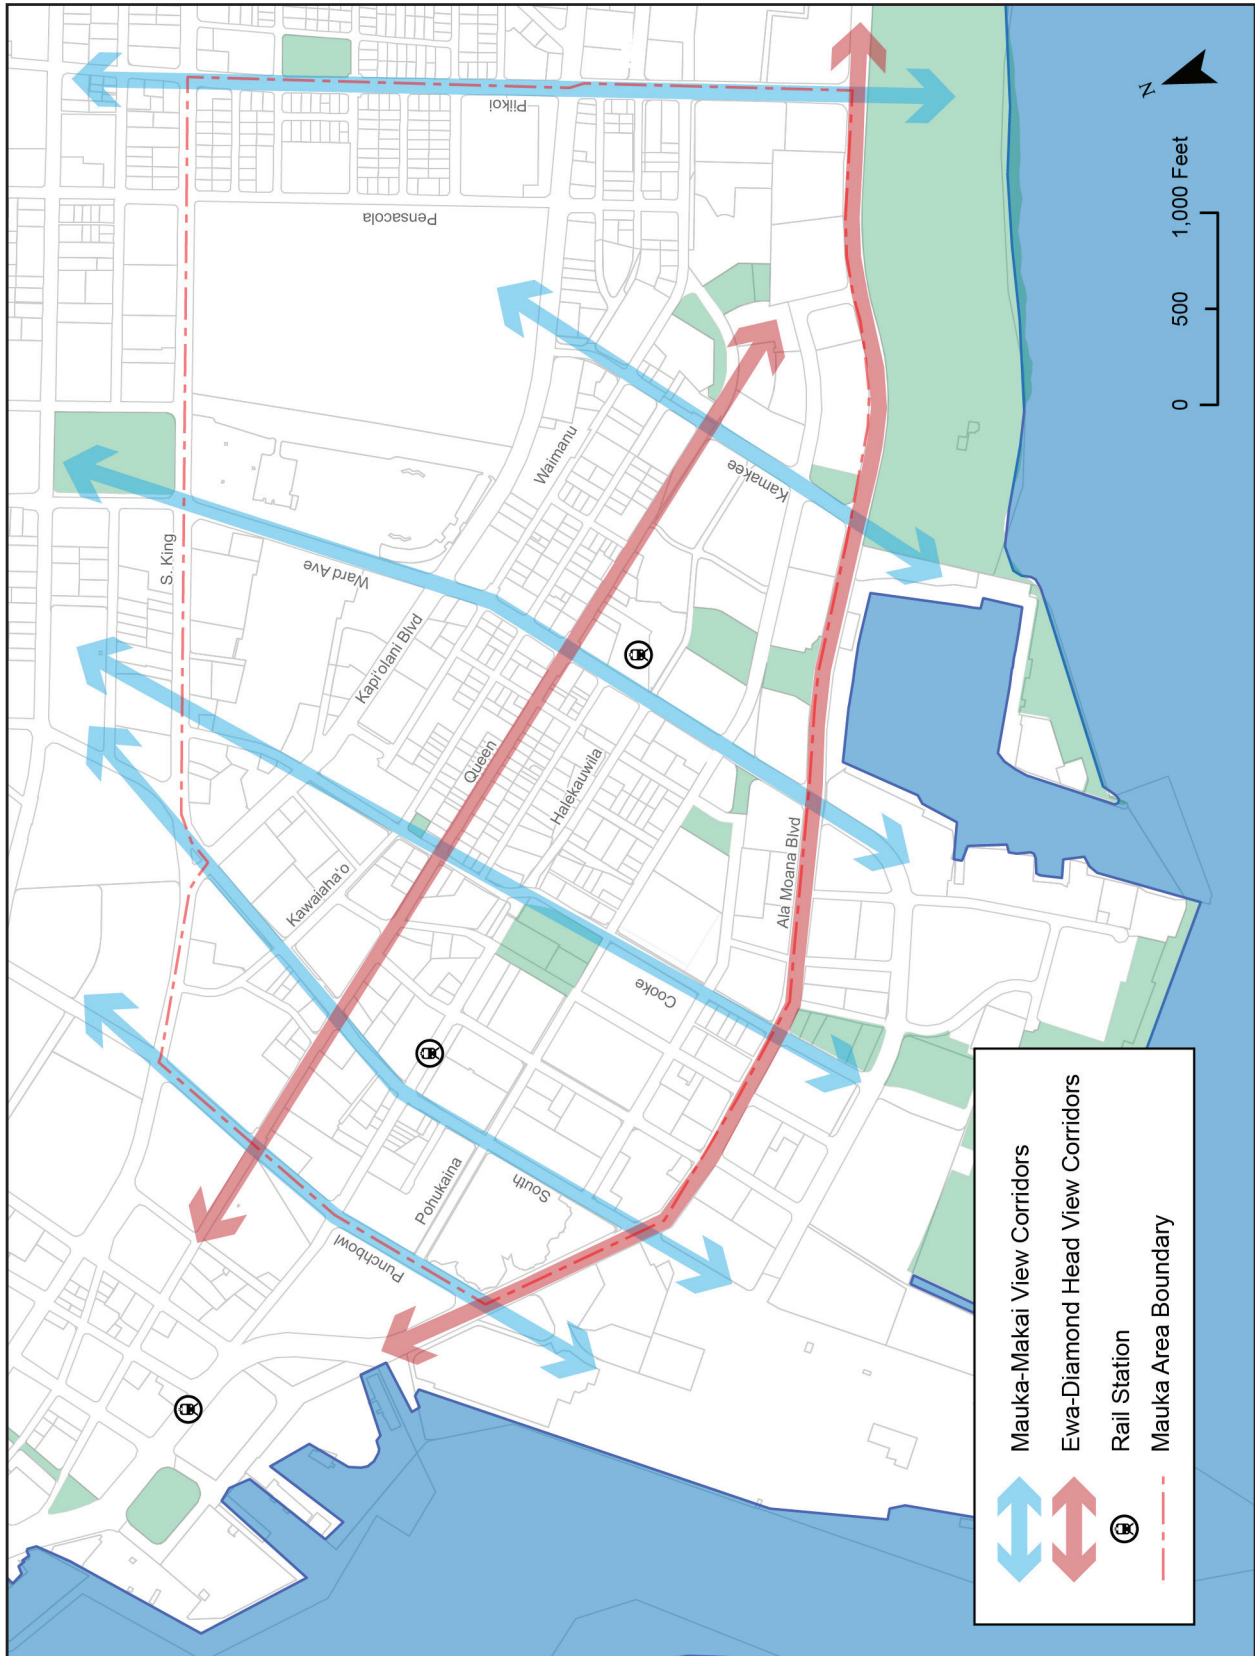 S. King
Piikoi
Pensacola
Ward Ave
Kapi'olani Blvd
Waimanu
Kawaiaha'o
Queen
Halekauwila
Kamakee
Cooke
Pohukaina
South
Punchbowl
Ala Moana Blvd
N
0 500 1,000 Feet
Mauka-Makai View Corridors
Ewa-Diamond Head View Corridors
Rail Station
Mauka Area Boundary